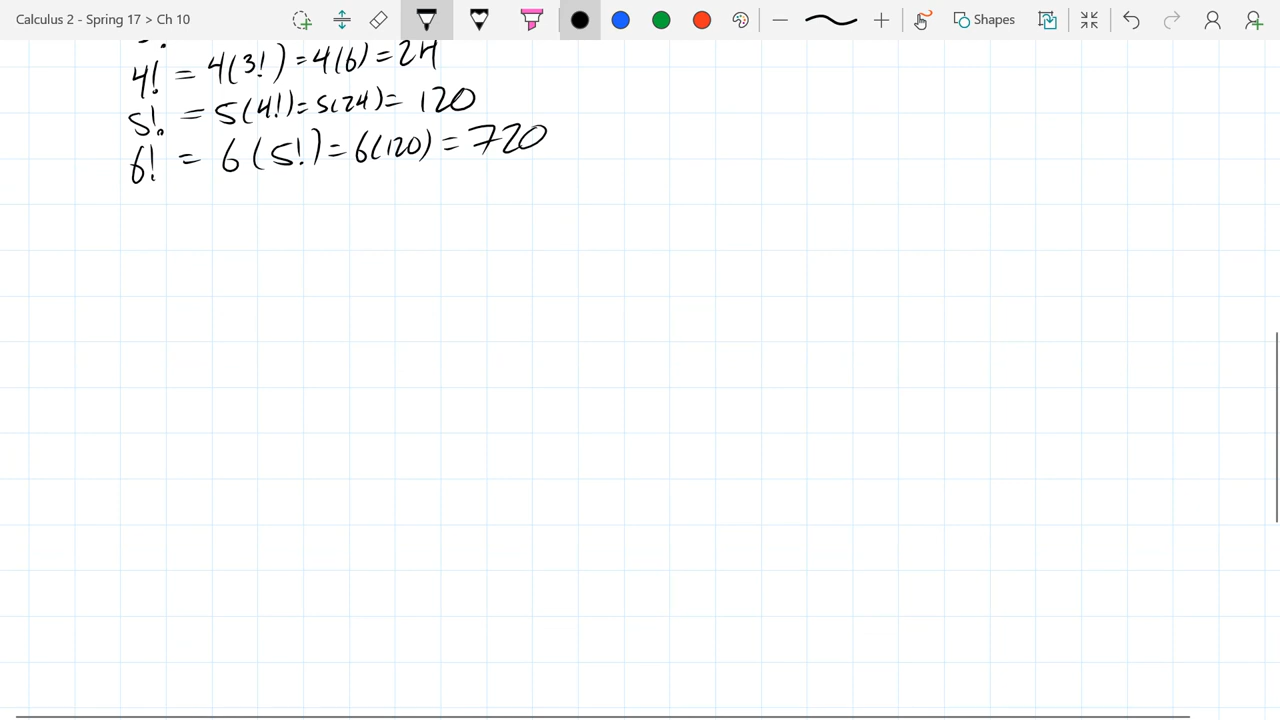 Calculus 2 - Spring 17 > Ch 10
Shapes
4! = 4(3!) = 4(6) = 24
5! = 5(4!) = 5(24) = 120
6! = 6(5!) = 6(120) = 720